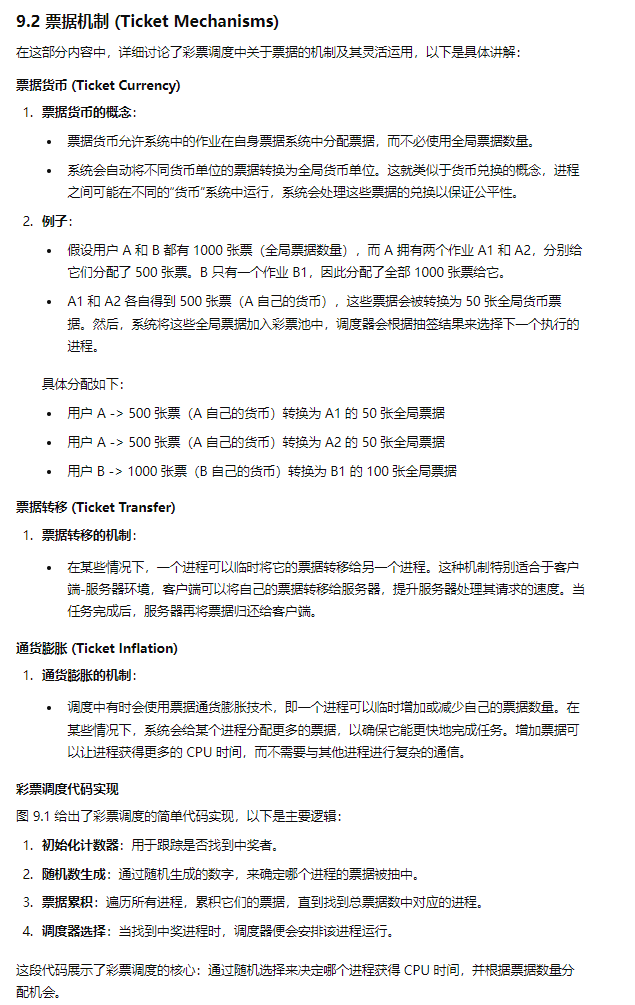 9.2 票据机制 (Ticket Mechanisms)
在这部分内容中，详细讨论了彩票调度中关于票据的机制及其灵活运用，以下是具体讲解：
票据货币 (Ticket Currency)
1. 票据货币的概念：
• 票据货币允许系统中的作业在自身票据系统中分配票据，而不必使用全局票据数量。
• 系统会自动将不同货币单位的票据转换为全局货币单位。这就类似于货币兑换的概念，进程
之间可能在不同的“货币”系统中运行，系统会处理这些票据的兑换以保证公平性。
2. 例子：
• 假设用户 A 和 B 都有 1000 张票（全局票据数量），而 A 拥有两个作业 A1 和 A2，分别给
它们分配了 500 张票。B 只有一个作业 B1，因此分配了全部 1000 张票给它。
• A1 和 A2 各自得到 500 张票（A 自己的货币），这些票据会被转换为 50 张全局货币票
据。然后，系统将这些全局票据加入彩票池中，调度器会根据抽签结果来选择下一个执行的
进程。
具体分配如下：
• 用户 A -> 500 张票（A 自己的货币）转换为 A1 的 50 张全局票据
• 用户 A -> 500 张票（A 自己的货币）转换为 A2 的 50 张全局票据
• 用户 B -> 1000 张票（B 自己的货币）转换为 B1 的 100 张全局票据
票据转移 (Ticket Transfer)
1. 票据转移的机制：
• 在某些情况下，一个进程可以临时将它的票据转移给另一个进程。这种机制特别适合于客户
端-服务器环境，客户端可以将自己的票据转移给服务器，提升服务器处理其请求的速度。当
任务完成后，服务器再将票据归还给客户端。
通货膨胀 (Ticket Inflation)
1. 通货膨胀的机制：
• 调度中有时会使用票据通货膨胀技术，即一个进程可以临时增加或减少自己的票据数量。在
某些情况下，系统会给某个进程分配更多的票据，以确保它能更快地完成任务。增加票据可
以让进程获得更多的 CPU 时间，而不需要与其他进程进行复杂的通信。
彩票调度代码实现
图 9.1 给出了彩票调度的简单代码实现，以下是主要逻辑：
1. 初始化计数器：用于跟踪是否找到中奖者。
2. 随机数生成：通过随机生成的数字，来确定哪个进程的票据被抽中。
3. 票据累积：遍历所有进程，累积它们的票据，直到找到总票据数中对应的进程。
4. 调度器选择：当找到中奖进程时，调度器便会安排该进程运行。
这段代码展示了彩票调度的核心：通过随机选择来决定哪个进程获得 CPU 时间，并根据票据数量分
配机会。